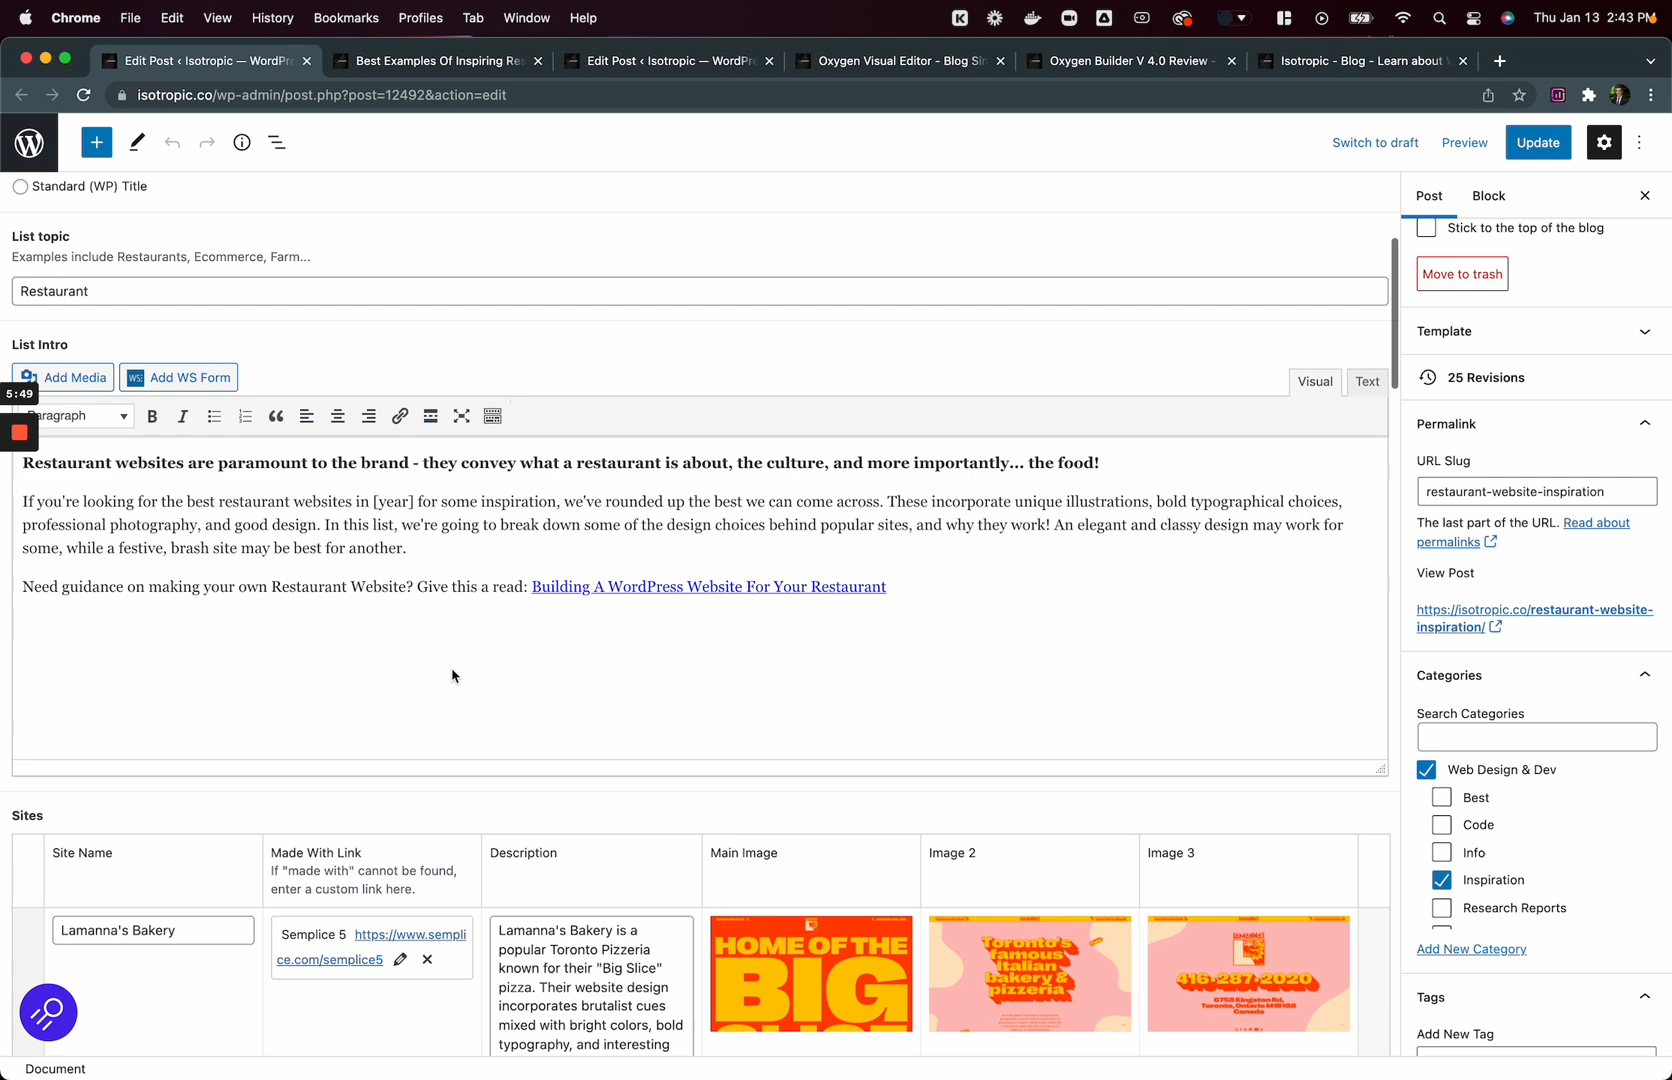 Chrome File Edit View History Bookmarks Profiles Tab Window Help Thu Jan 13 2:43 PM
Edit Post ‹ Isotropic — WordPre Best Examples Of Inspiring Res Edit Post ‹ Isotropic — WordPre Oxygen Visual Editor - Blog Sin Oxygen Builder V 4.0 Review - Isotropic - Blog - Learn about
isotropic.co/wp-admin/post.php?post=12492&action=edit
Switch to draft Preview Update
Standard (WP) Title
Post Block
Stick to the top of the blog
List topic
Examples include Restaurants, Ecommerce, Farm...
Move to trash
Restaurant
Template
List Intro
Add Media WS Add WS Form
Visual Text
25 Revisions
5:49
Paragraph
Permalink
Restaurant websites are paramount to the brand - they convey what a restaurant is about, the culture, and more importantly... the food!
URL Slug
restaurant-website-inspiration
If you're looking for the best restaurant websites in [year] for some inspiration, we've rounded up the best we can come across. These incorporate unique illustrations, bold typographical choices,
professional photography, and good design. In this list, we're going to break down some of the design choices behind popular sites, and why they work! An elegant and classy design may work for
some, while a festive, brash site may be best for another.
The last part of the URL. Read about
permalinks
View Post
Need guidance on making your own Restaurant Website? Give this a read: Building A WordPress Website For Your Restaurant
https://isotropic.co/restaurant-website-
inspiration/
Categories
Search Categories
Web Design & Dev
Best
Code
Info
Inspiration
Research Reports
Add New Category
Tags
Add New Tag
Sites
Site Name
Made With Link
If "made with" cannot be found,
enter a custom link here.
Description
Main Image
Image 2
Image 3
Lamanna's Bakery
Semplice 5 https://www.sempli
ce.com/semplice5
Lamanna's Bakery is a
popular Toronto Pizzeria
known for their "Big Slice"
pizza. Their website design
incorporates brutalist cues
mixed with bright colors, bold
typography, and interesting
HOME OF THE
BIG
SLICE
Toronto's
famous
Italian
bakery &
pizzeria
416-287-2020
6758 Kingston Rd,
Toronto, Ontario M1B1G8
Canada
Document